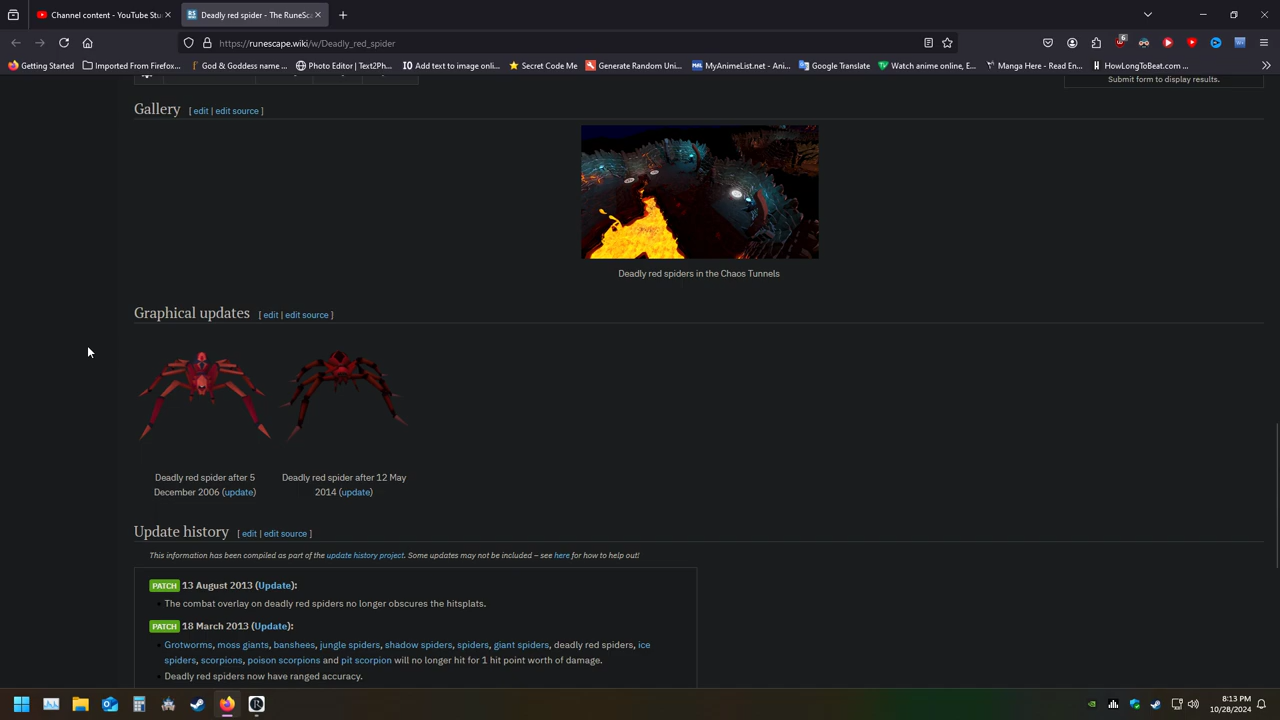 Channel content - YouTube Stu
Deadly red spider - The RuneSca
https://runescape.wiki/w/Deadly_red_spider
6
Getting Started
Imported From Firefox...
God & Goddess name ...
Photo Editor | Text2Ph...
Add text to image onli...
Secret Code Me
Generate Random Uni...
MyAnimeList.net - Ani...
Google Translate
Watch anime online, E...
Manga Here - Read En...
HowLongToBeat.com ...
Submit form to display results.
Gallery [ edit | edit source ]
Deadly red spiders in the Chaos Tunnels
Graphical updates [ edit | edit source ]
Deadly red spider after 5
December 2006 (update)
Deadly red spider after 12 May
2014 (update)
Update history [ edit | edit source ]
This information has been compiled as part of the update history project. Some updates may not be included – see here for how to help out!
PATCH 13 August 2013 (Update):
The combat overlay on deadly red spiders no longer obscures the hitsplats.
PATCH 18 March 2013 (Update):
Grotworms, moss giants, banshees, jungle spiders, shadow spiders, spiders, giant spiders, deadly red spiders, ice
spiders, scorpions, poison scorpions and pit scorpion will no longer hit for 1 hit point worth of damage.
Deadly red spiders now have ranged accuracy.
8:13 PM
10/28/2024